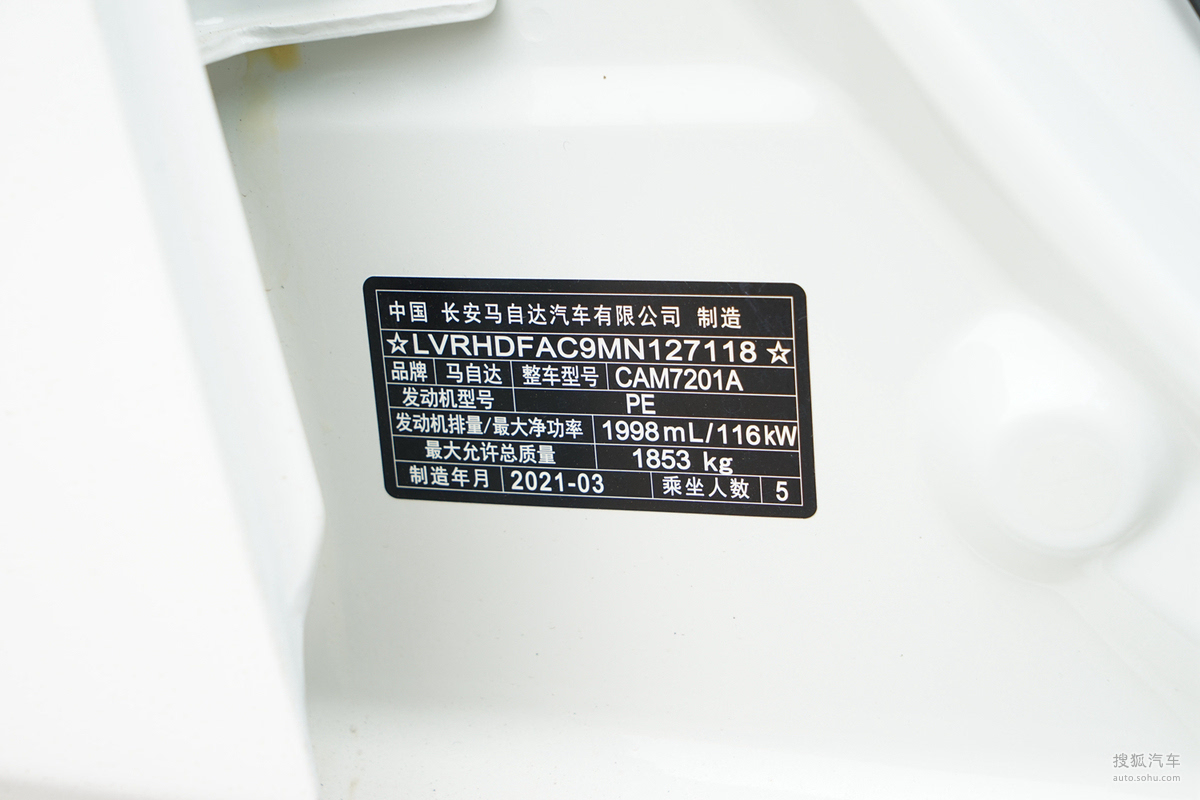 中国 长安马自达汽车有限公司 制造
☆LVRHDFAC9MN127118☆
品牌 马自达 整车型号 CAM7201A
发动机型号 PE
发动机排量/最大净功率 1998mL/116kW
最大允许总质量 1853 kg
制造年月 2021-03 乘坐人数 5
搜狐汽车
auto.sohu.com